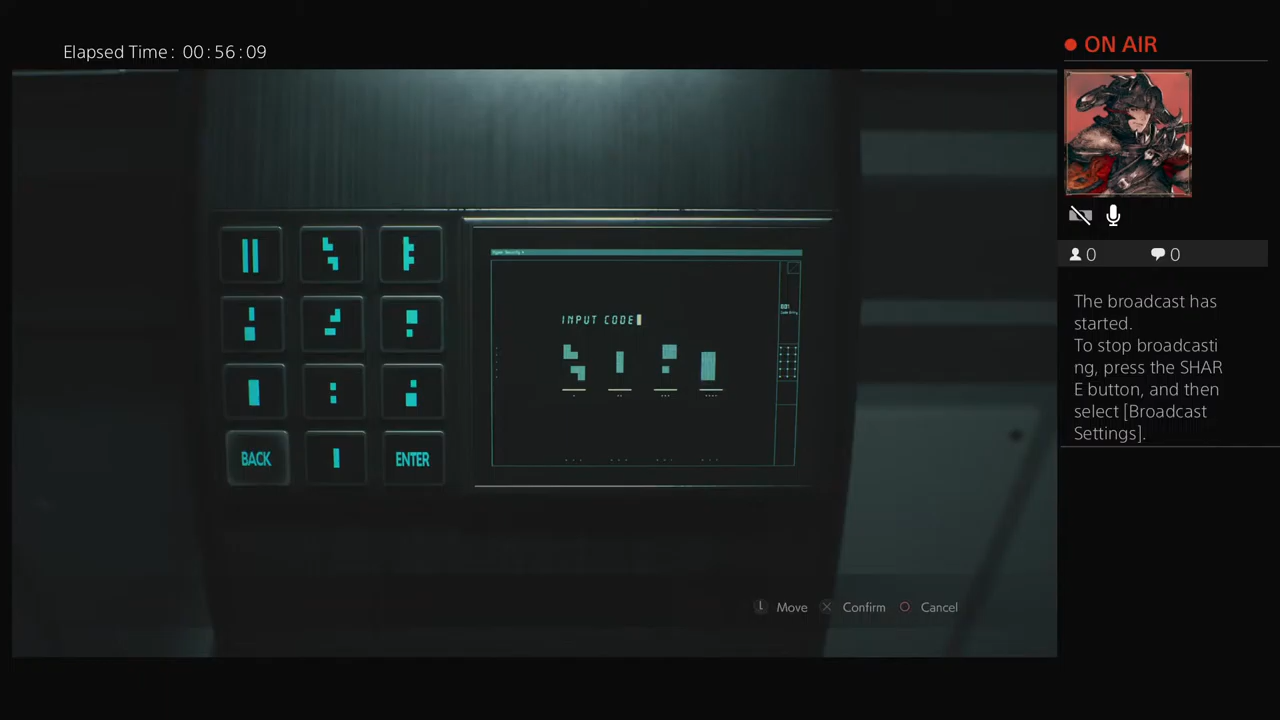 Elapsed Time: 00:56:09
ON AIR
0
0
The broadcast has
started.
To stop broadcasti
ng, press the SHAR
E button, and then
select [Broadcast
Settings].
INPUT CODE
BACK
ENTER
L Move
Confirm
Cancel